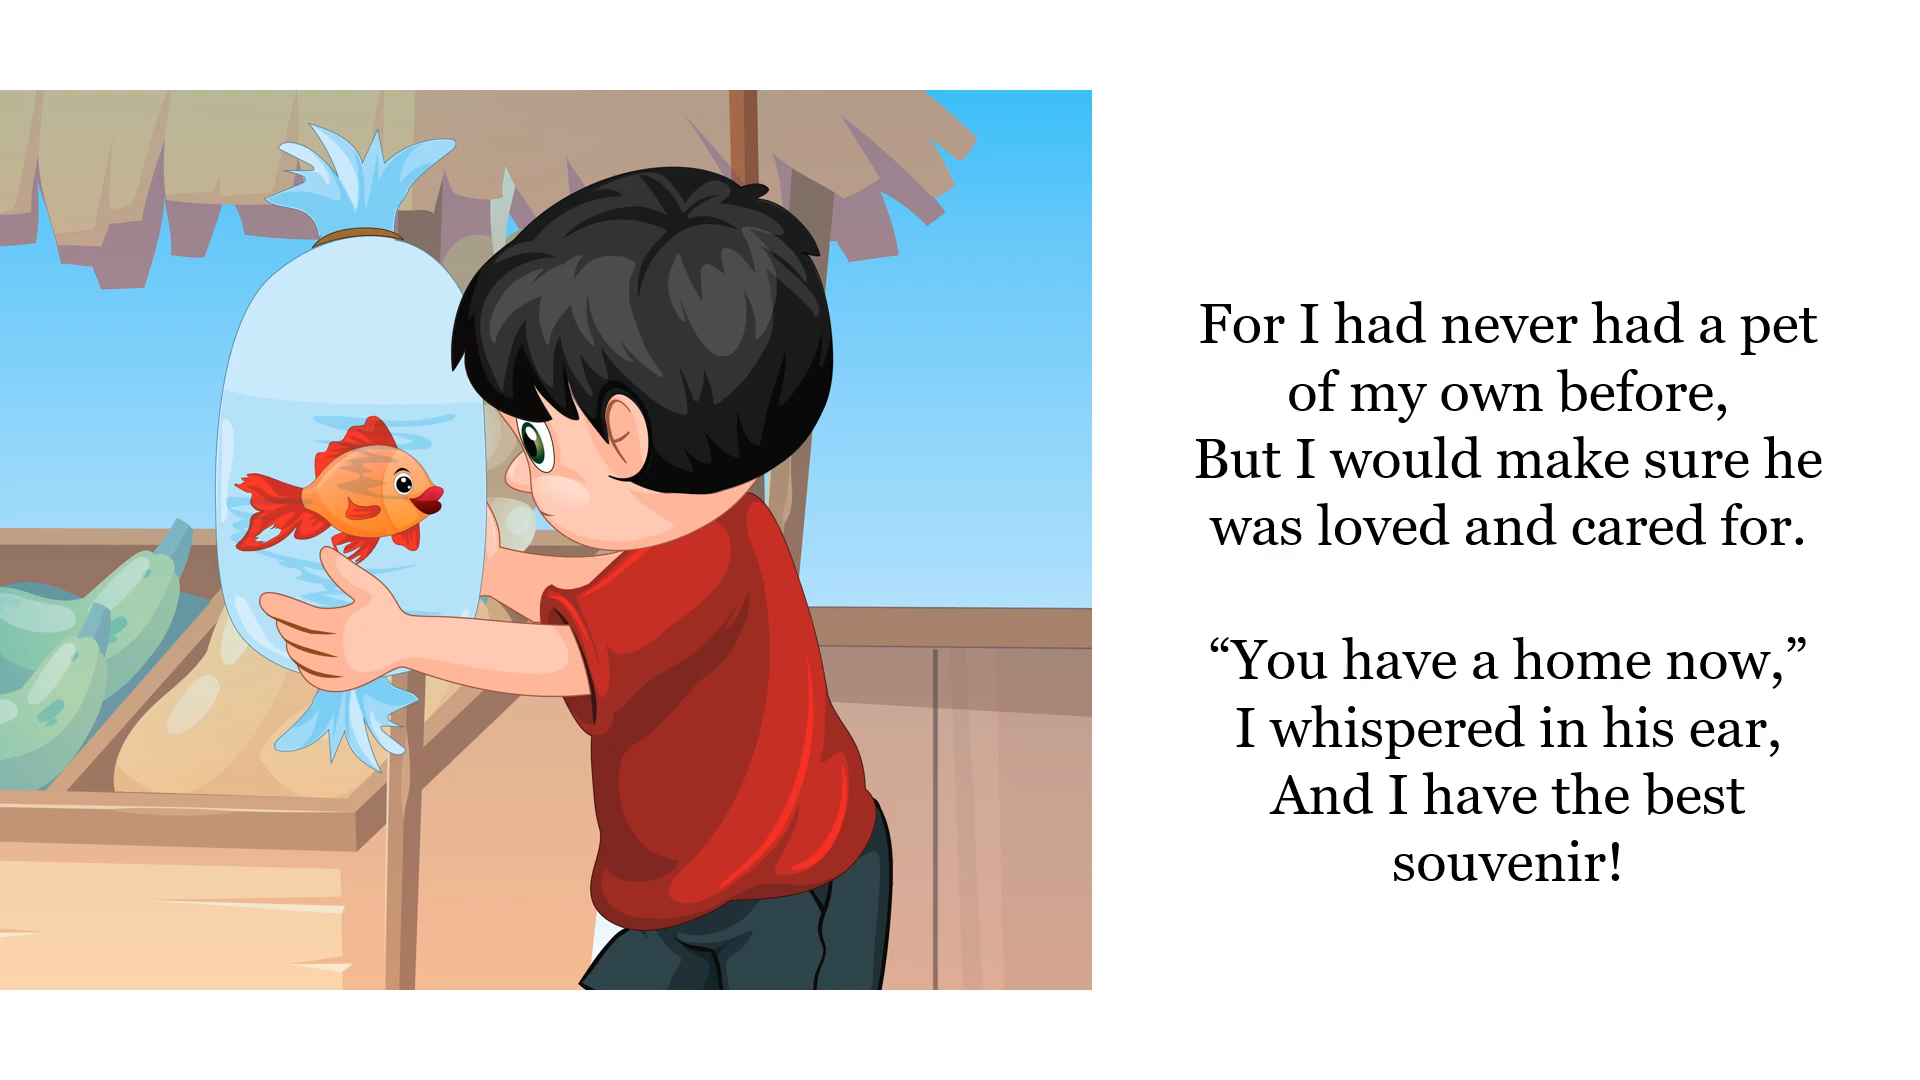 For I had never had a pet
of my own before,
But I would make sure he
was loved and cared for.
“You have a home now,”
I whispered in his ear,
And I have the best
souvenir!